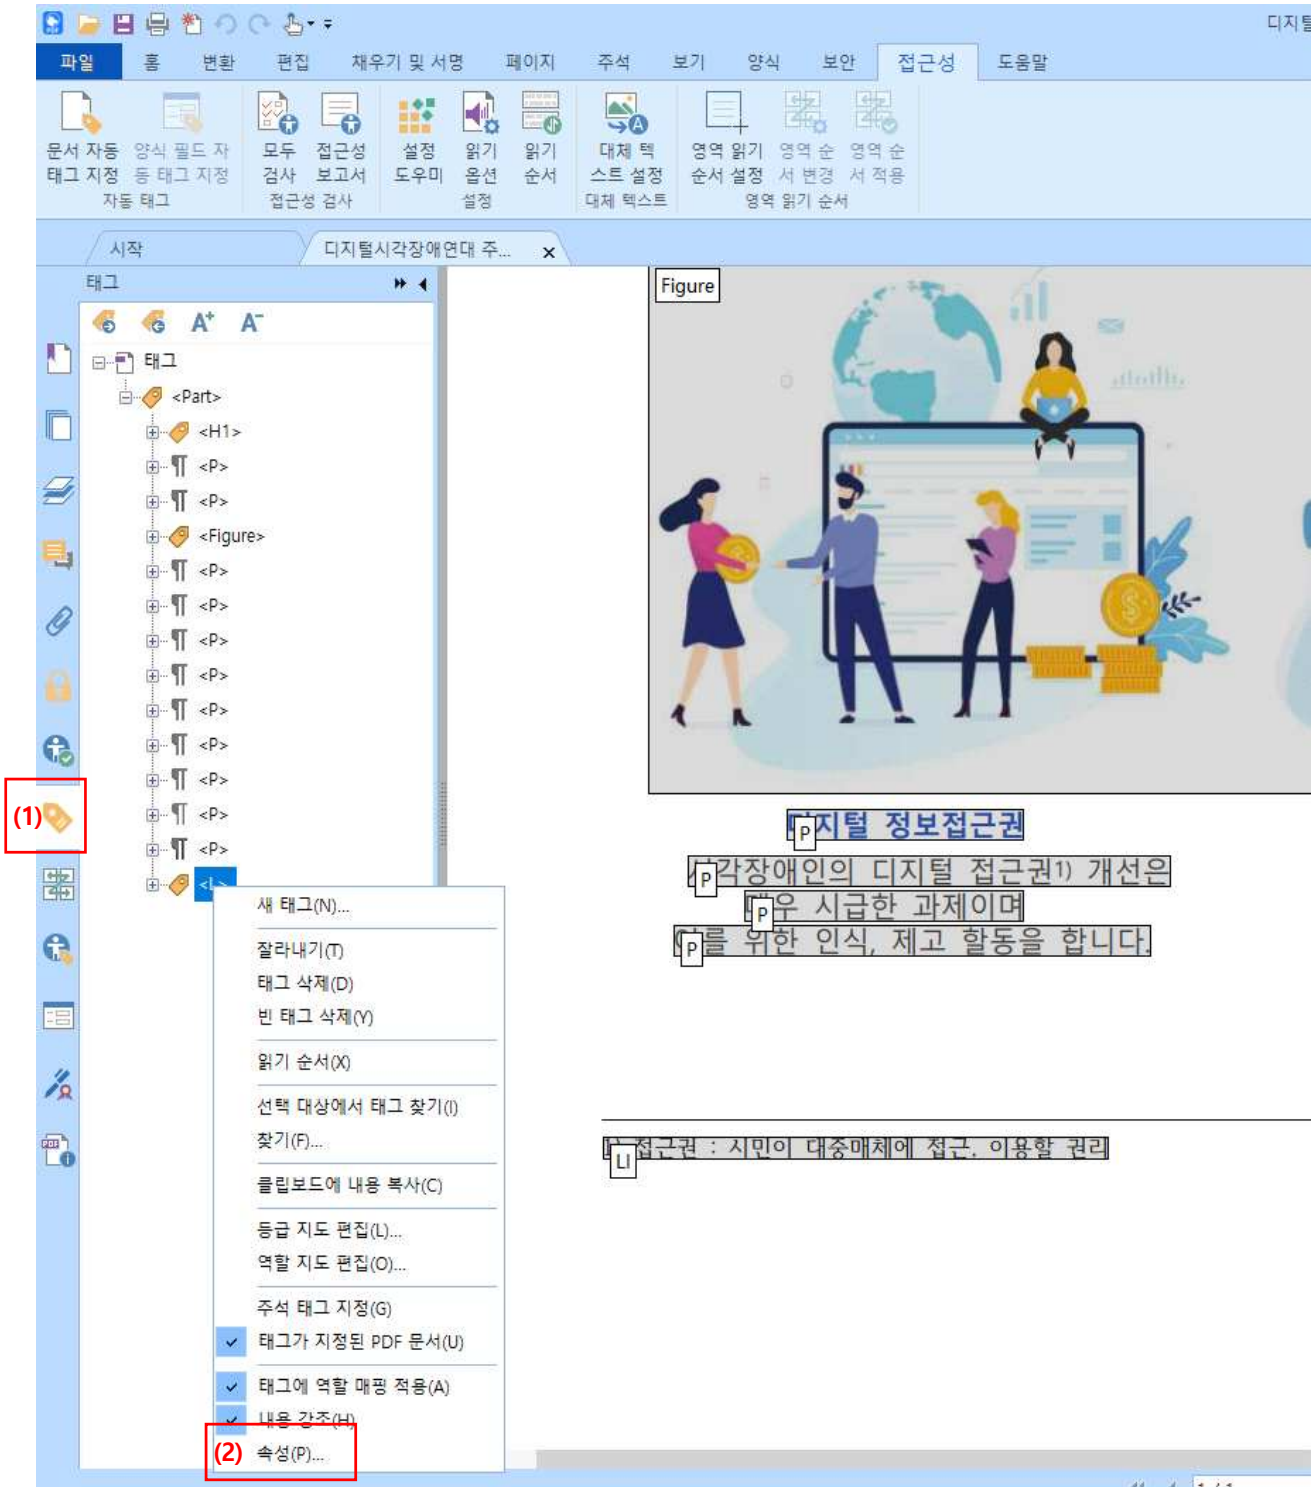 디지털
파일 홈 변환 편집 채우기 및 서명 페이지 주석 보기 양식 보안 접근성 도움말
문서 자동 태그 지정
양식 필드 자동 태그 지정
자동 태그
모두 검사
접근성 보고서
접근성 검사
설정 도우미
읽기 옵션
읽기 순서
설정
대체 텍스트 설정
대체 텍스트
영역 읽기 순서 설정
영역 순서 변경
영역 순서 적용
영역 읽기 순서
시작
디지털시각장애연대 주... x
태그
A+ A-
태그
<Part>
<H1>
<P>
<P>
<Figure>
<P>
<P>
<P>
<P>
<P>
<P>
<P>
<P>
<P>
<L>
(1)
새 태그(N)...
잘라내기(T)
태그 삭제(D)
빈 태그 삭제(Y)
읽기 순서(X)
선택 대상에서 태그 찾기(I)
찾기(F)...
클립보드에 내용 복사(C)
등급 지도 편집(L)...
역할 지도 편집(O)...
주석 태그 지정(G)
태그가 지정된 PDF 문서(U)
태그에 역할 매핑 적용(A)
내용 강조(H)
(2) 속성(P)...
Figure
P 디지털 정보접근권
P 시각장애인의 디지털 접근권1) 개선은
P 매우 시급한 과제이며
P 이를 위한 인식, 제고 활동을 합니다.
LI 1) 접근권 : 시민이 대중매체에 접근, 이용할 권리